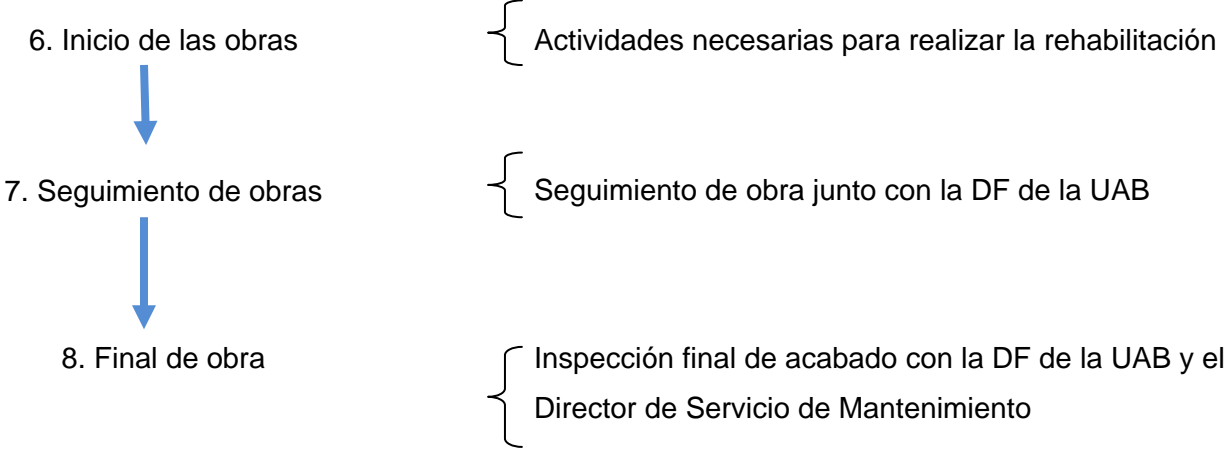 6. Inicio de las obras
Actividades necesarias para realizar la rehabilitación
7. Seguimiento de obras
Seguimiento de obra junto con la DF de la UAB
8. Final de obra
Inspección final de acabado con la DF de la UAB y el
Director de Servicio de Mantenimiento